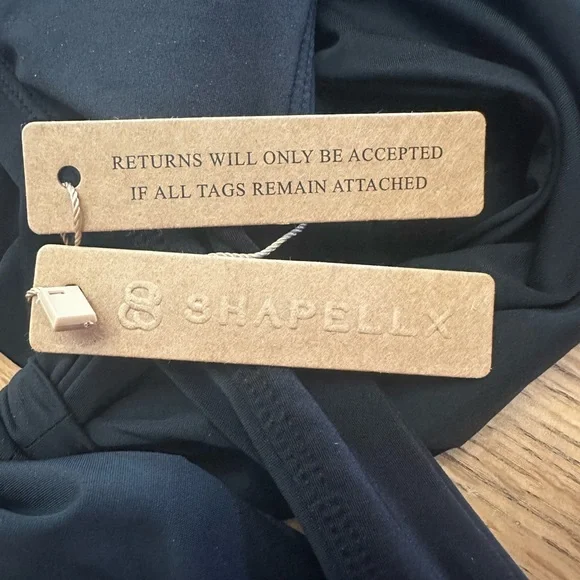 RETURNS WILL ONLY BE ACCEPTED
IF ALL TAGS REMAIN ATTACHED
SHAPELLX